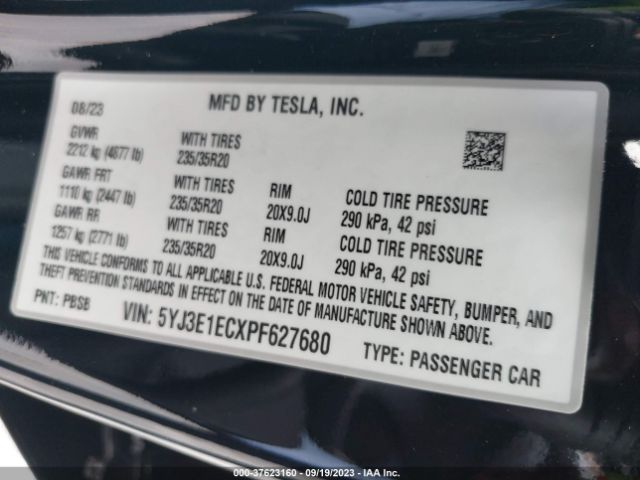 08/23
MFD BY TESLA, INC.
GVWR
2212 kg (4877 lb)
WITH TIRES
235/35R20
GAWR FRT
1110 kg (2447 lb)
WITH TIRES
235/35R20
RIM
20X9.0J
COLD TIRE PRESSURE
290 kPa, 42 psi
GAWR RR
1257 kg (2771 lb)
WITH TIRES
235/35R20
RIM
20X9.0J
COLD TIRE PRESSURE
290 kPa, 42 psi
THIS VEHICLE CONFORMS TO ALL APPLICABLE U.S. FEDERAL MOTOR VEHICLE SAFETY, BUMPER, AND
THEFT PREVENTION STANDARDS IN EFFECT ON THE DATE OF MANUFACTURE SHOWN ABOVE.
PNT: PBSB
VIN: 5YJ3E1ECXPF627680
TYPE: PASSENGER CAR
000-37623160 - 09/19/2023 - IAA Inc.